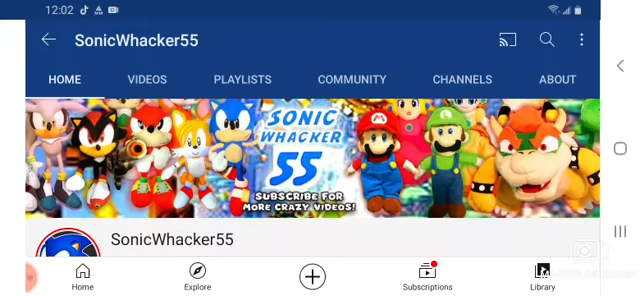 12:02
SonicWhacker55
HOME VIDEOS PLAYLISTS COMMUNITY CHANNELS ABOUT
SONIC
WHACKER
55
SUBSCRIBE FOR
MORE CRAZY VIDEOS!
SonicWhacker55
Home Explore Subscriptions Library